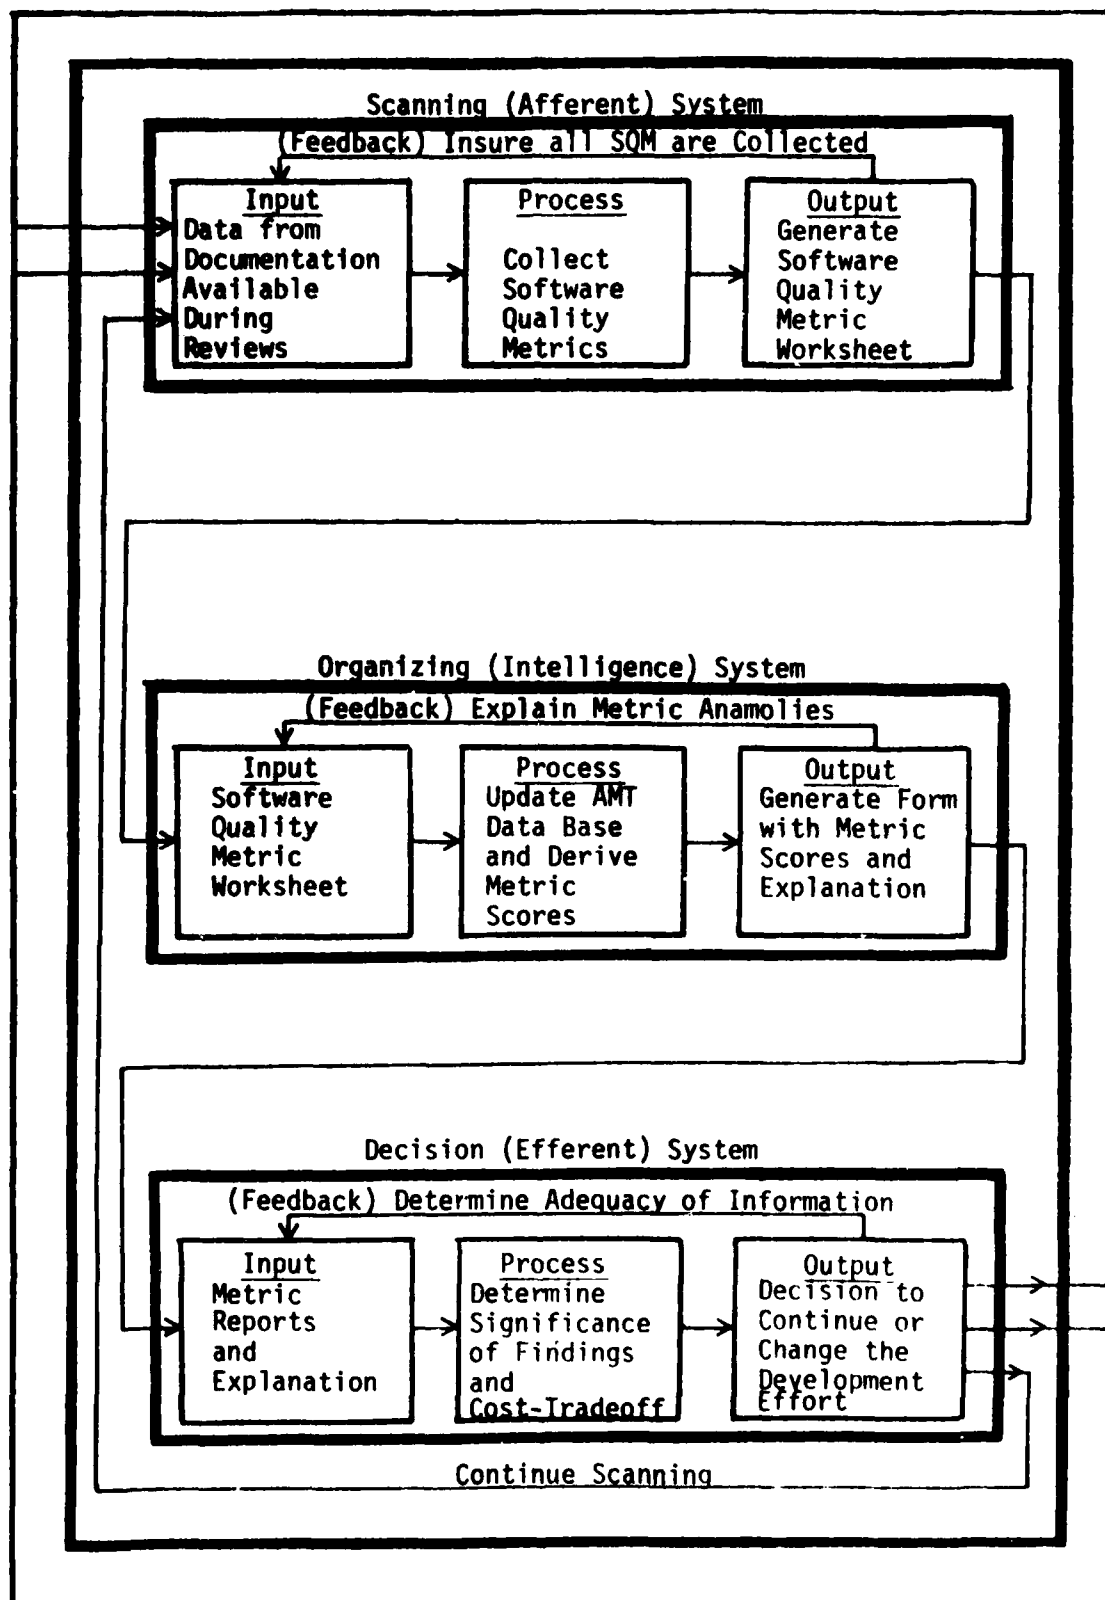 Scanning (Afferent) System
(Feedback) Insure all SQM are Collected
Input
Data from
Documentation
Available
During
Reviews
Process
Collect
Software
Quality
Metrics
Output
Generate
Software
Quality
Metric
Worksheet
Organizing (Intelligence) System
(Feedback) Explain Metric Anamolies
Input
Software
Quality
Metric
Worksheet
Process
Update AMT
Data Base
and Derive
Metric
Scores
Output
Generate Form
with Metric
Scores and
Explanation
Decision (Efferent) System
(Feedback) Determine Adequacy of Information
Input
Metric
Reports
and
Explanation
Process
Determine
Significance
of Findings
and
Cost-Tradeoff
Output
Decision to
Continue or
Change the
Development
Effort
Continue Scanning